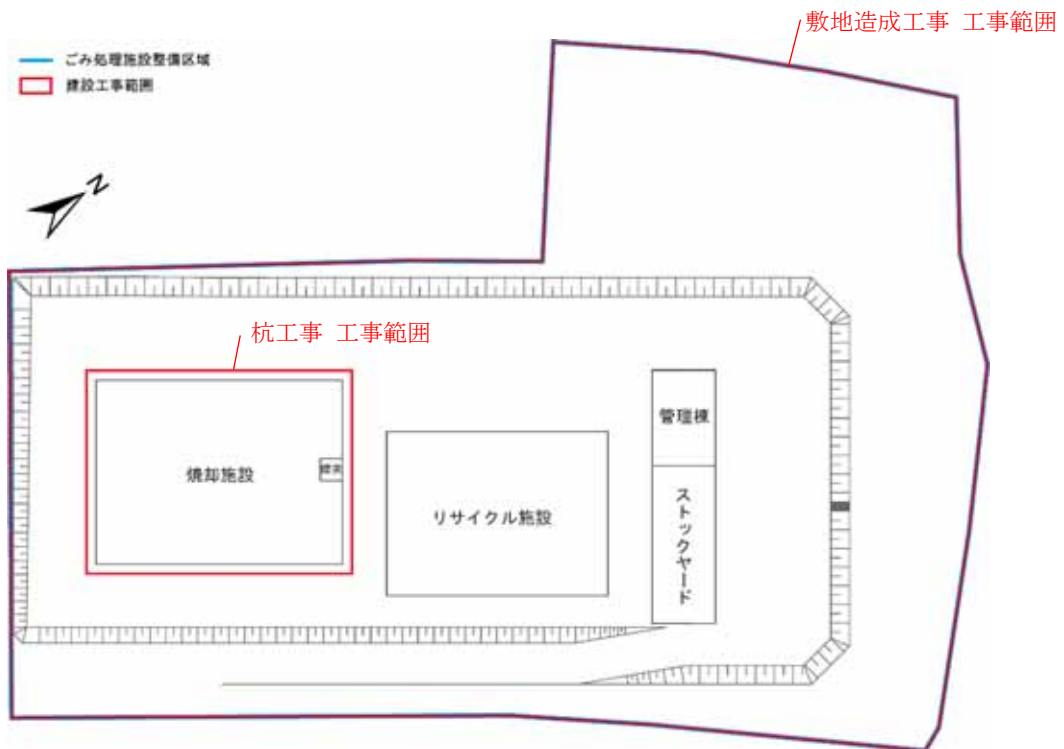 敷地造成工事 工事範囲
ごみ処理施設整備区域
建設工事範囲
N
杭工事 工事範囲
焼却施設
煙突
リサイクル施設
管理棟
ストックヤード